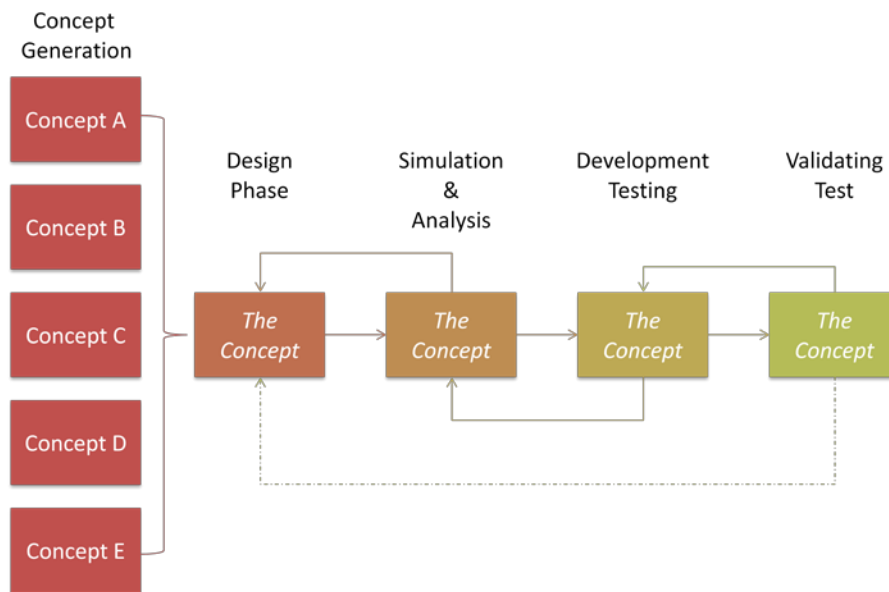 Concept
Generation
Concept A
Concept B
Concept C
Concept D
Concept E
Design
Phase
The
Concept
Simulation
&
Analysis
The
Concept
Development
Testing
The
Concept
Validating
Test
The
Concept